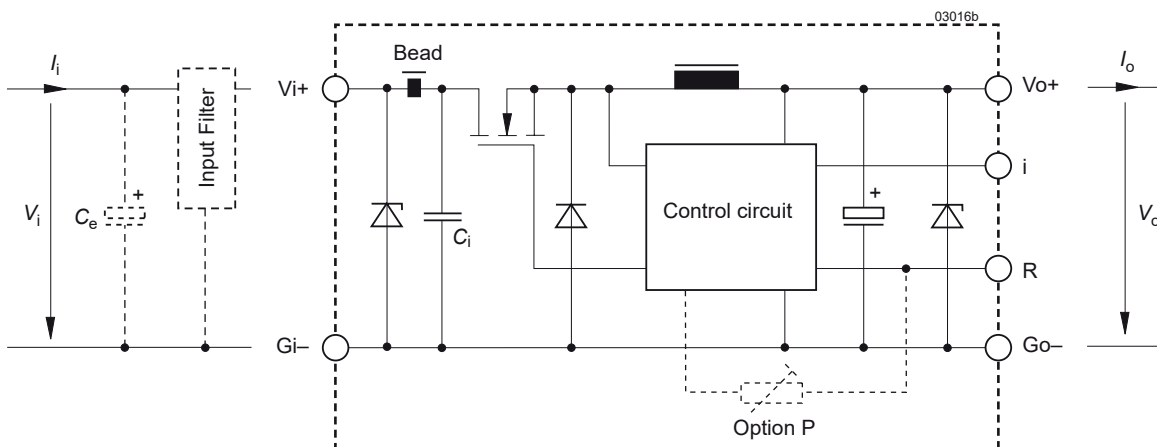 03016b
Bead
Ii
Vi+
Vo+
Io
Input Filter
i
Control circuit
+
+
Vi
Ce
Ci
Vo
R
Gi–
Go–
Option P